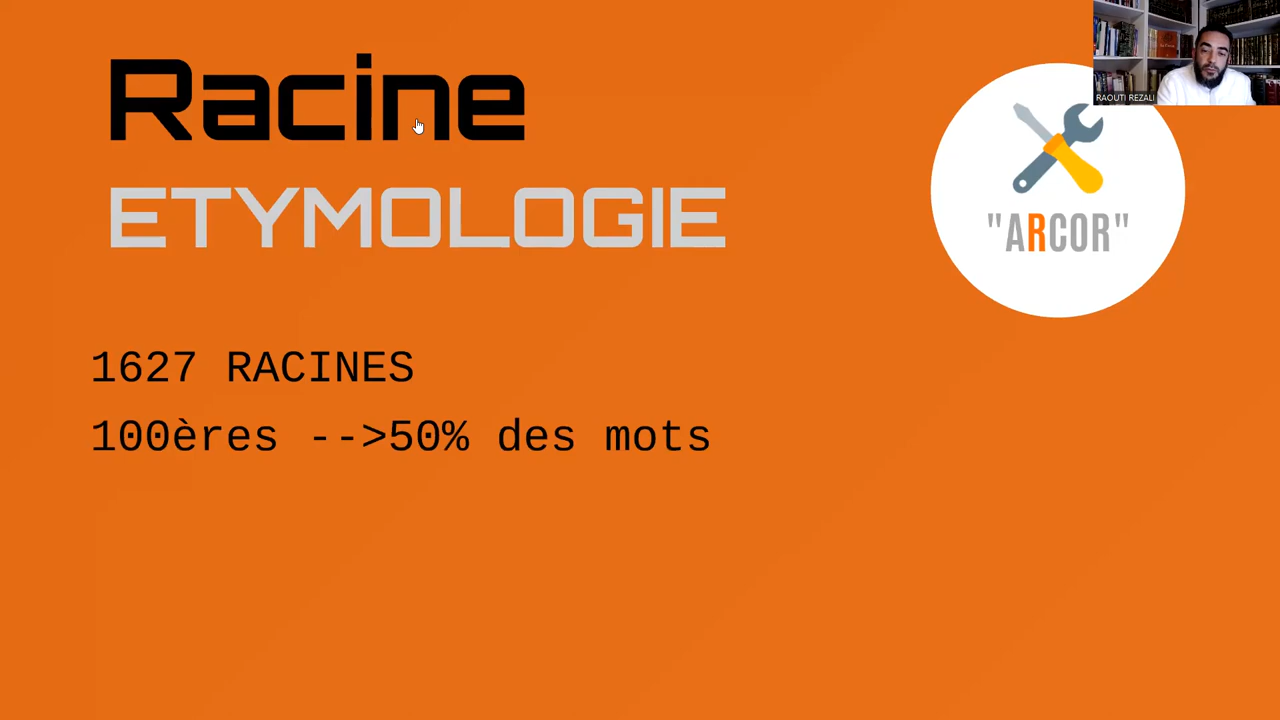 Racine
ETYMOLOGIE
RAOUTI REZALI
"ARCOR"
1627 RACINES
100ères -->50% des mots